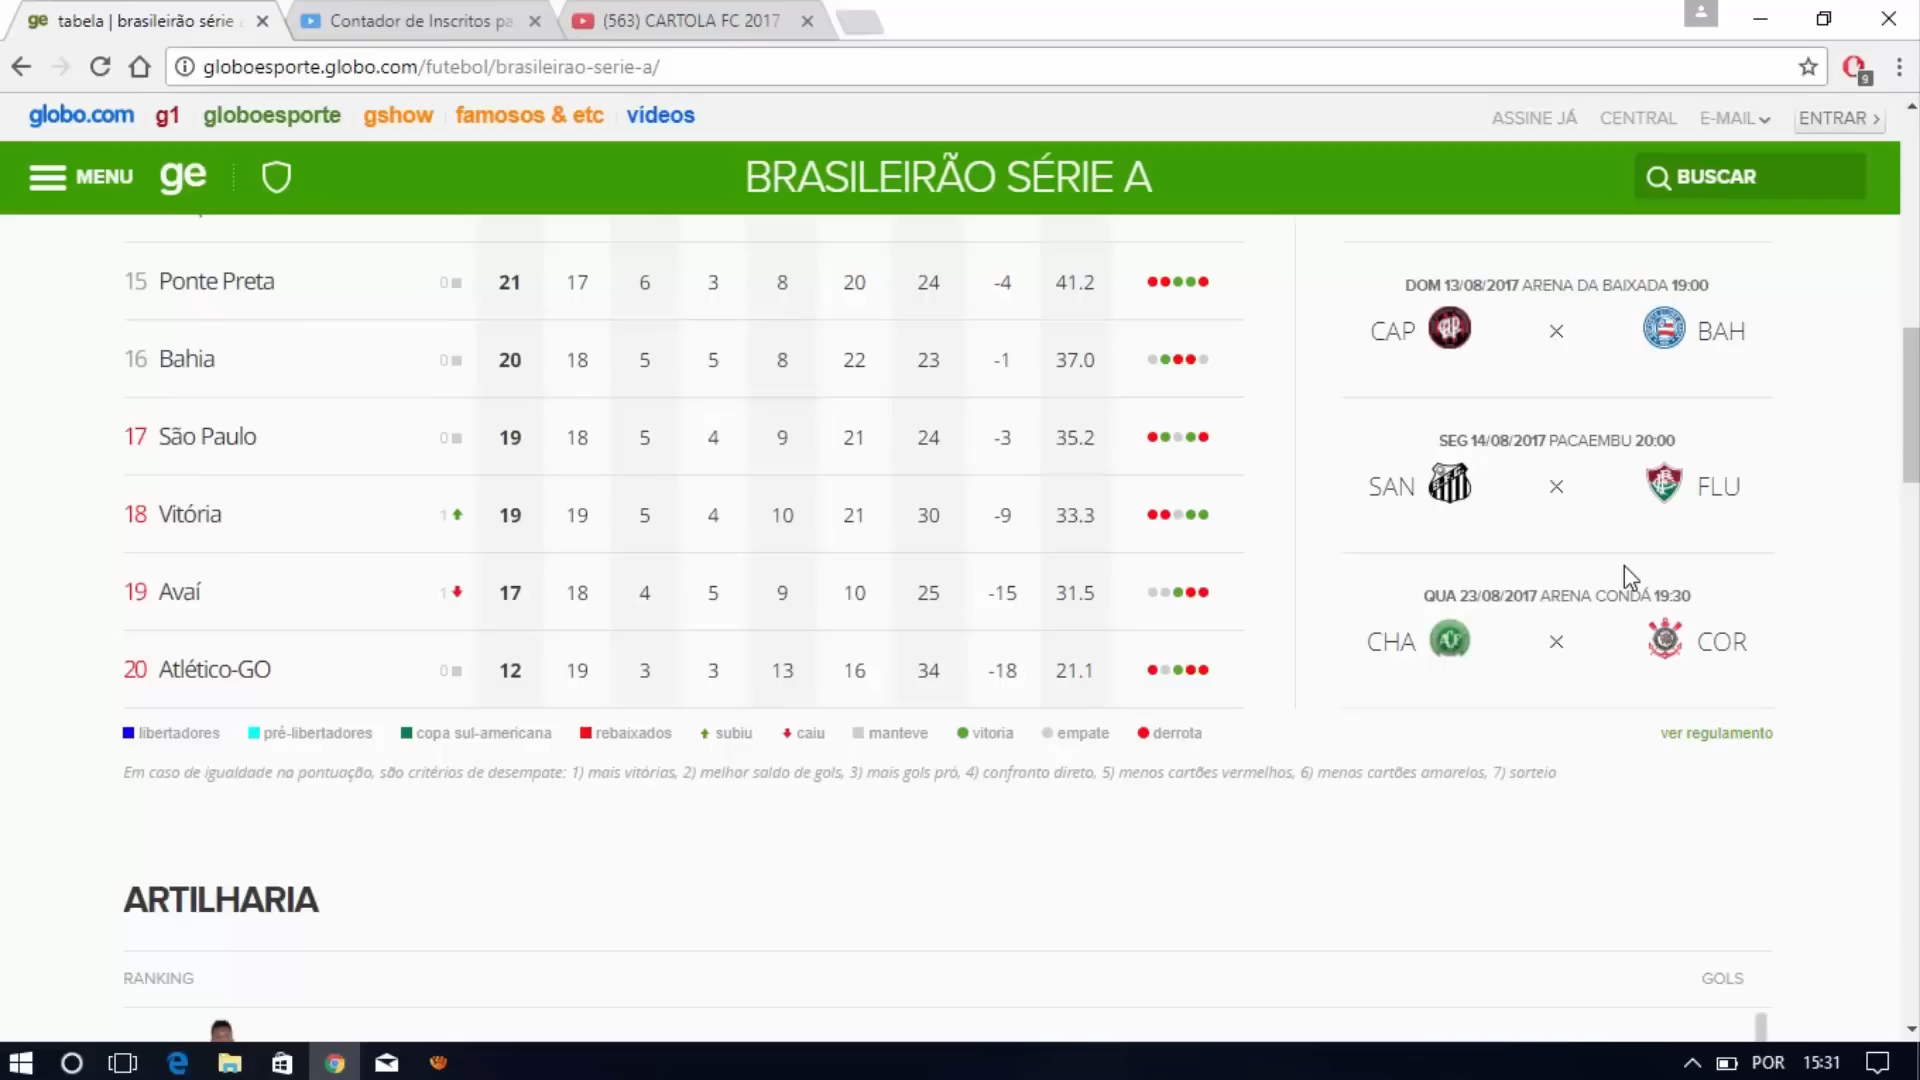 ge tabela | brasileirão série
Contador de Inscritos pa
(563) CARTOLA FC 2017
globoesporte.globo.com/futebol/brasileirao-serie-a/
9
globo.com g1 globoesporte gshow famosos & etc vídeos
ASSINE JÁ CENTRAL E-MAIL ENTRAR
MENU ge BRASILEIRÃO SÉRIE A BUSCAR
15 Ponte Preta 0 21 17 6 3 8 20 24 -4 41.2
16 Bahia 0 20 18 5 5 8 22 23 -1 37.0
17 São Paulo 0 19 18 5 4 9 21 24 -3 35.2
18 Vitória 1 19 19 5 4 10 21 30 -9 33.3
19 Avaí 1 17 18 4 5 9 10 25 -15 31.5
20 Atlético-GO 0 12 19 3 3 13 16 34 -18 21.1
DOM 13/08/2017 ARENA DA BAIXADA 19:00
CAP × BAH
SEG 14/08/2017 PACAEMBU 20:00
SAN × FLU
QUA 23/08/2017 ARENA CONDÁ 19:30
CHA × COR
libertadores pré-libertadores copa sul-americana rebaixados subiu caiu manteve vitoria empate derrota
ver regulamento
Em caso de igualdade na pontuação, são critérios de desempate: 1) mais vitórias, 2) melhor saldo de gols, 3) mais gols pró, 4) confronto direto, 5) menos cartões vermelhos, 6) menos cartões amarelos, 7) sorteio
ARTILHARIA
RANKING GOLS
POR 15:31